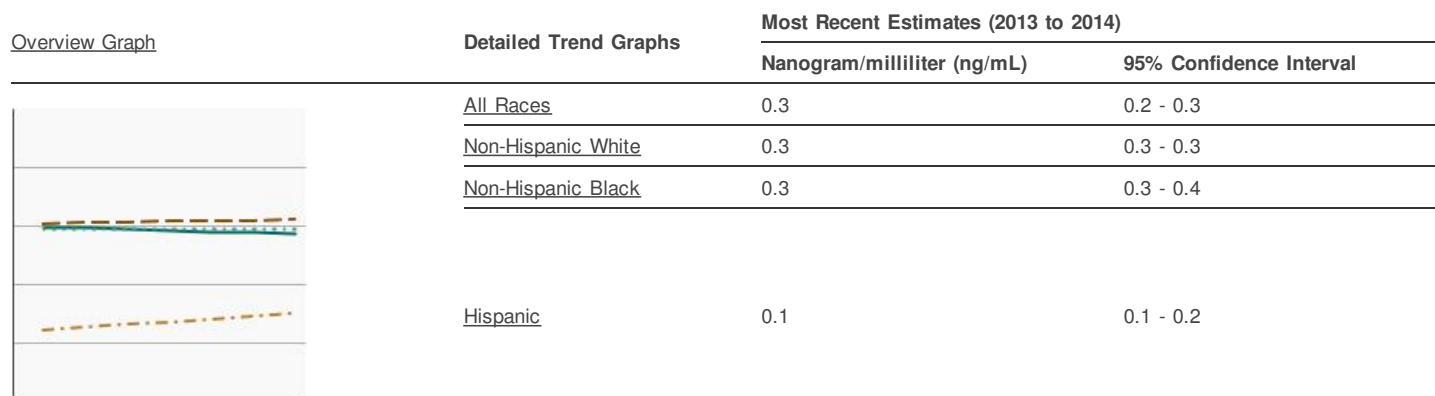 Overview Graph
Detailed Trend Graphs
Most Recent Estimates (2013 to 2014)
Nanogram/milliliter (ng/mL) 95% Confidence Interval
All Races 0.3 0.2 - 0.3
Non-Hispanic White 0.3 0.3 - 0.3
Non-Hispanic Black 0.3 0.3 - 0.4
Hispanic 0.1 0.1 - 0.2